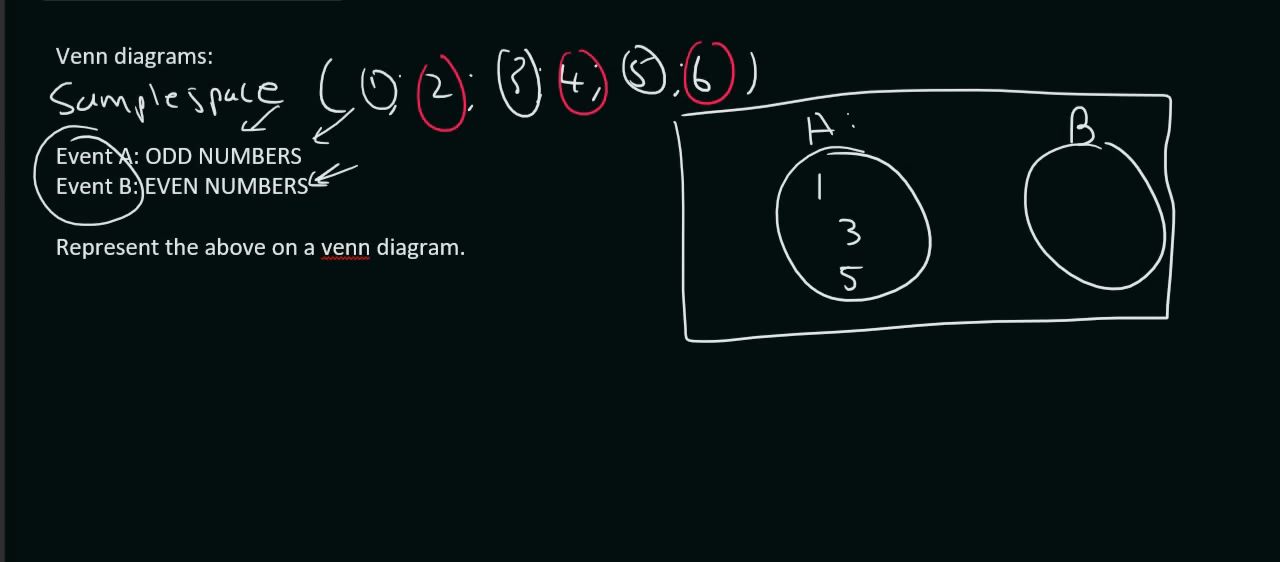 Venn diagrams:
Samplespace (1; 2; 3; 4; 5; 6)
Event A: ODD NUMBERS
Event B: EVEN NUMBERS
Represent the above on a venn diagram.
A:
B
1
3
5